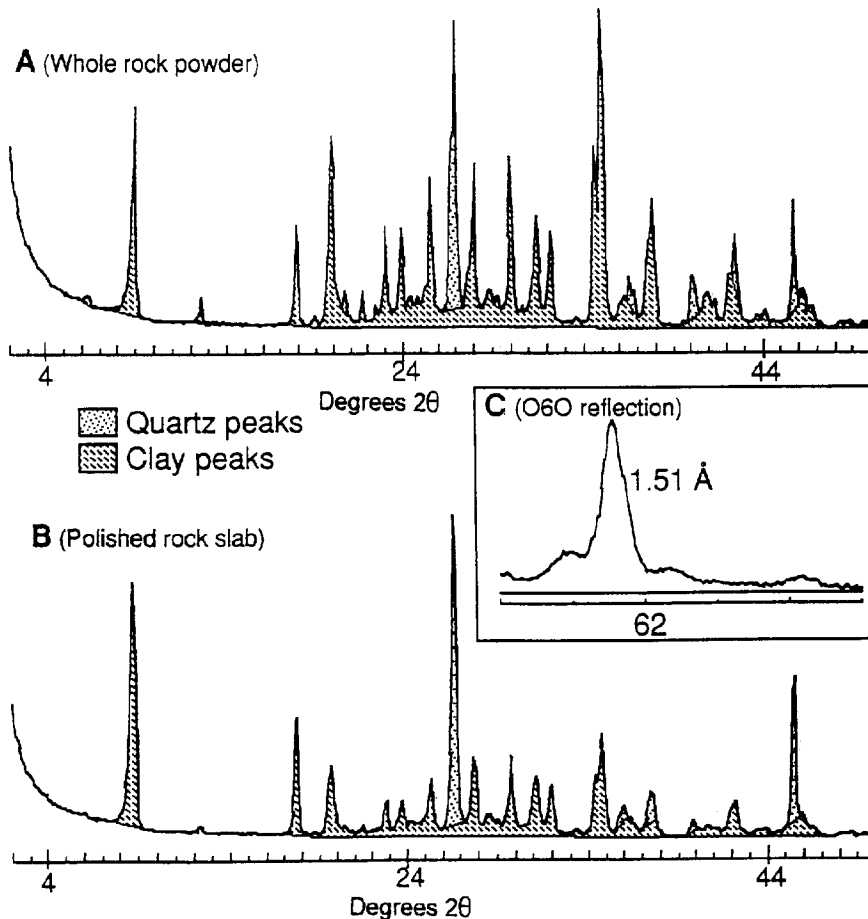 A (Whole rock powder)
4
24
44
Degrees 2θ
Quartz peaks
Clay peaks
C (O6O reflection)
1.51 Å
62
B (Polished rock slab)
4
24
44
Degrees 2θ